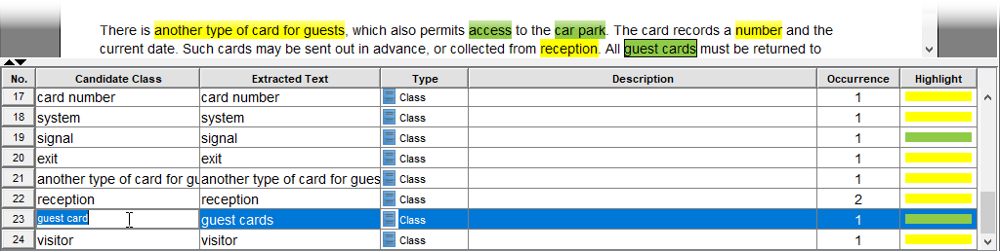 There is another type of card for guests, which also permits access to the car park. The card records a number and the
current date. Such cards may be sent out in advance, or collected from reception. All guest cards must be returned to
No. Candidate Class Extracted Text Type Description Occurrence Highlight
17 card number card number Class 1
18 system system Class 1
19 signal signal Class 1
20 exit exit Class 1
21 another type of card for gu another type of card for gues Class 1
22 reception reception Class 2
23 guest card guest cards Class 1
24 visitor visitor Class 1